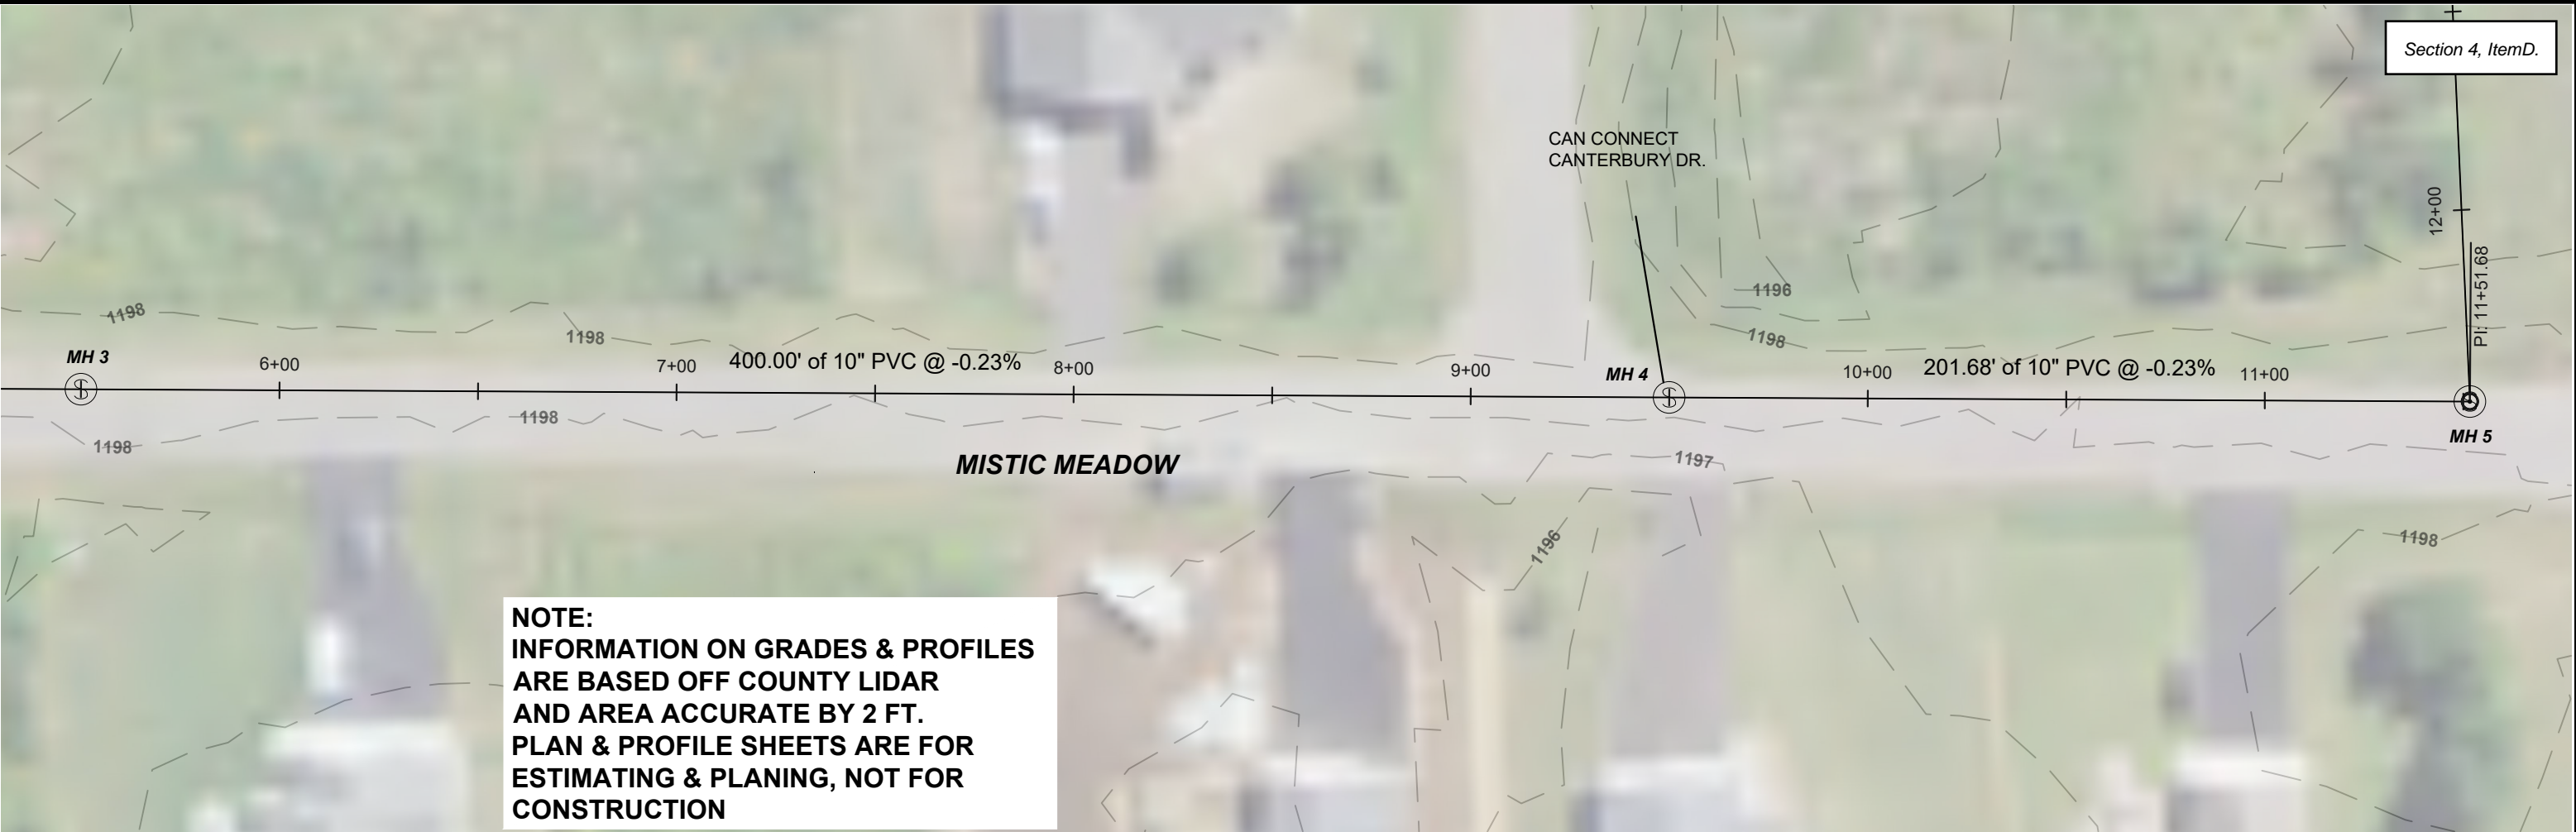 Section 4, ItemD.
CAN CONNECT
CANTERBURY DR.
12+00
PI: 11+51.68
1196
1198
1198
1198
MH 3
6+00
7+00
400.00' of 10" PVC @ -0.23%
8+00
9+00
MH 4
10+00
201.68' of 10" PVC @ -0.23%
11+00
MH 5
1198
1198
MISTIC MEADOW
1197
1196
1198
NOTE:
INFORMATION ON GRADES & PROFILES
ARE BASED OFF COUNTY LIDAR
AND AREA ACCURATE BY 2 FT.
PLAN & PROFILE SHEETS ARE FOR
ESTIMATING & PLANING, NOT FOR
CONSTRUCTION